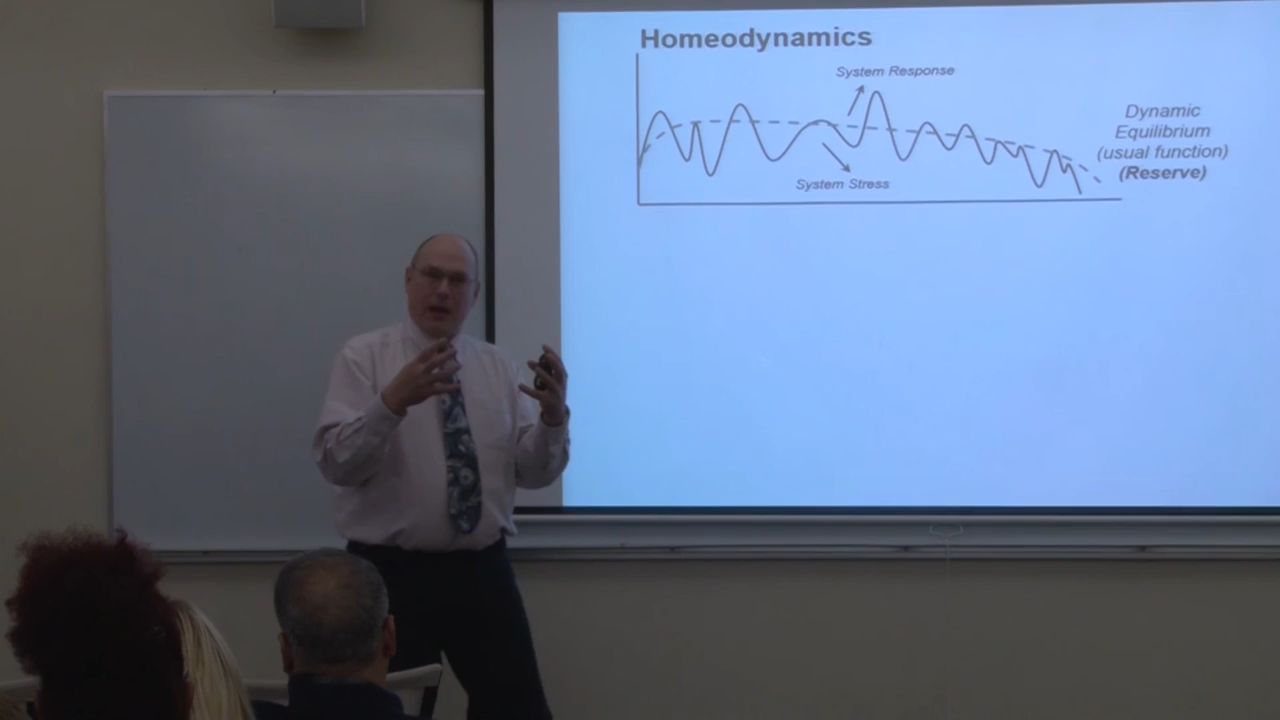 Homeodynamics
System Response
System Stress
Dynamic
Equilibrium
(usual function)
(Reserve)